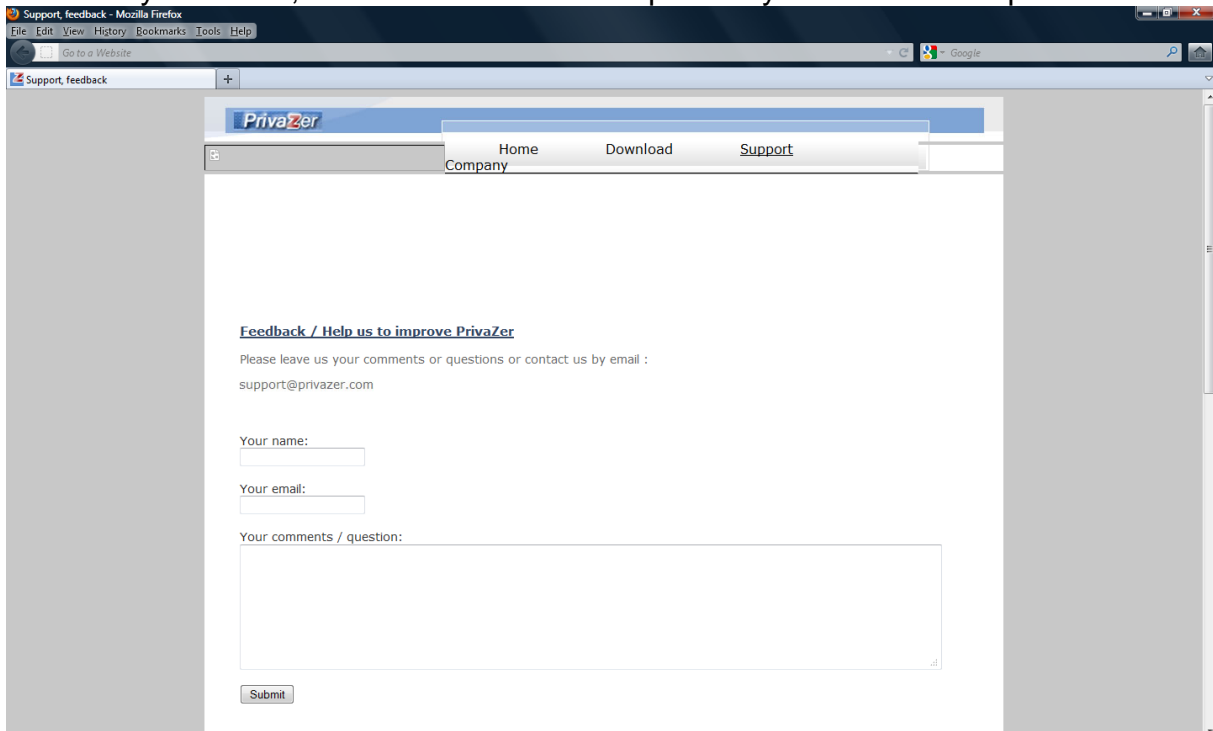 Support, feedback - Mozilla Firefox
File Edit View History Bookmarks Tools Help
Go to a Website
Google
Support, feedback
PrivaZer
Home Download Support
Company
Feedback / Help us to improve PrivaZer
Please leave us your comments or questions or contact us by email :
support@privazer.com
Your name:
Your email:
Your comments / question:
Submit